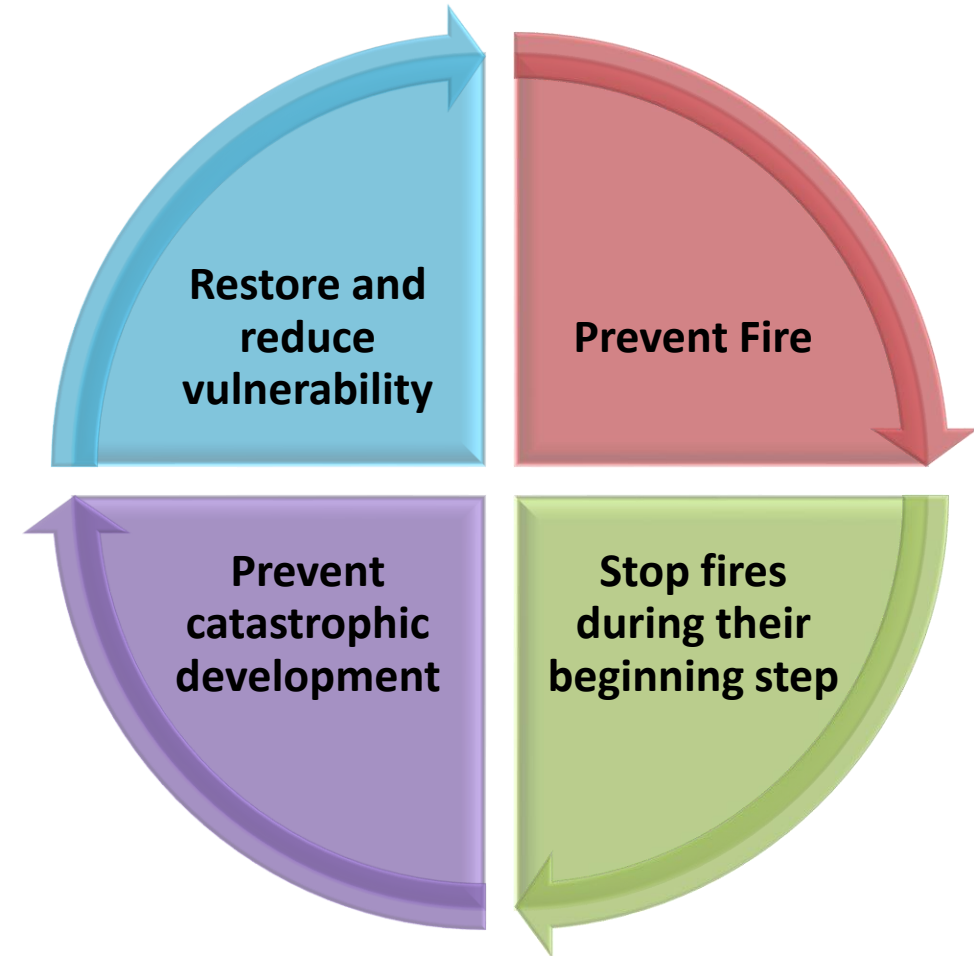 Restore and
reduce
vulnerability
Prevent Fire
Prevent
catastrophic
development
Stop fires
during their
beginning step